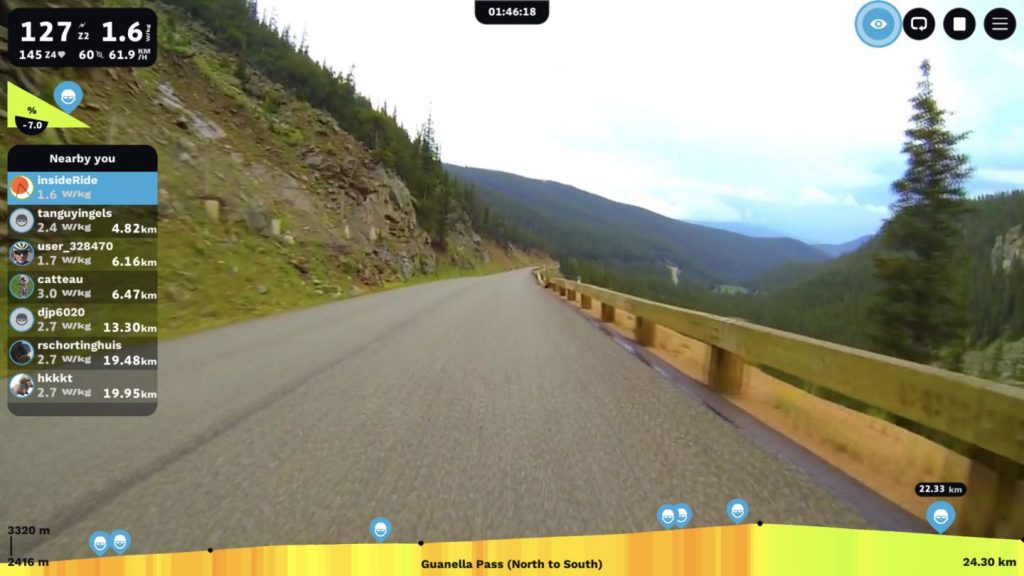 01:46:18
127 Z2 1.6
145 Z4 60 61.9 KM/H
%
-7.0
Nearby you
insideRide
1.6 W/kg
tanguyingels
2.4 W/kg 4.82km
user_328470
1.7 W/kg 6.16km
catteau
3.0 W/kg 6.47km
djp6020
2.7 W/kg 13.30km
rschortinghuis
2.7 W/kg 19.48km
hkkkt
2.7 W/kg 19.95km
22.33 km
3320 m
2416 m
Guanella Pass (North to South)
24.30 km